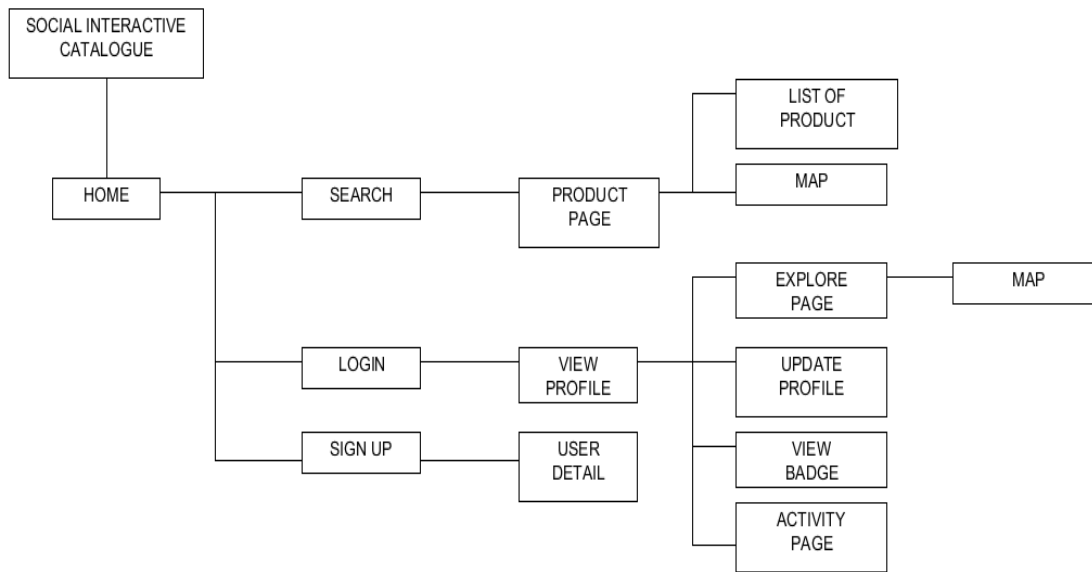 SOCIAL INTERACTIVE
CATALOGUE
LIST OF
PRODUCT
HOME
SEARCH
PRODUCT
PAGE
MAP
EXPLORE
PAGE
MAP
LOGIN
VIEW
PROFILE
UPDATE
PROFILE
SIGN UP
USER
DETAIL
VIEW
BADGE
ACTIVITY
PAGE